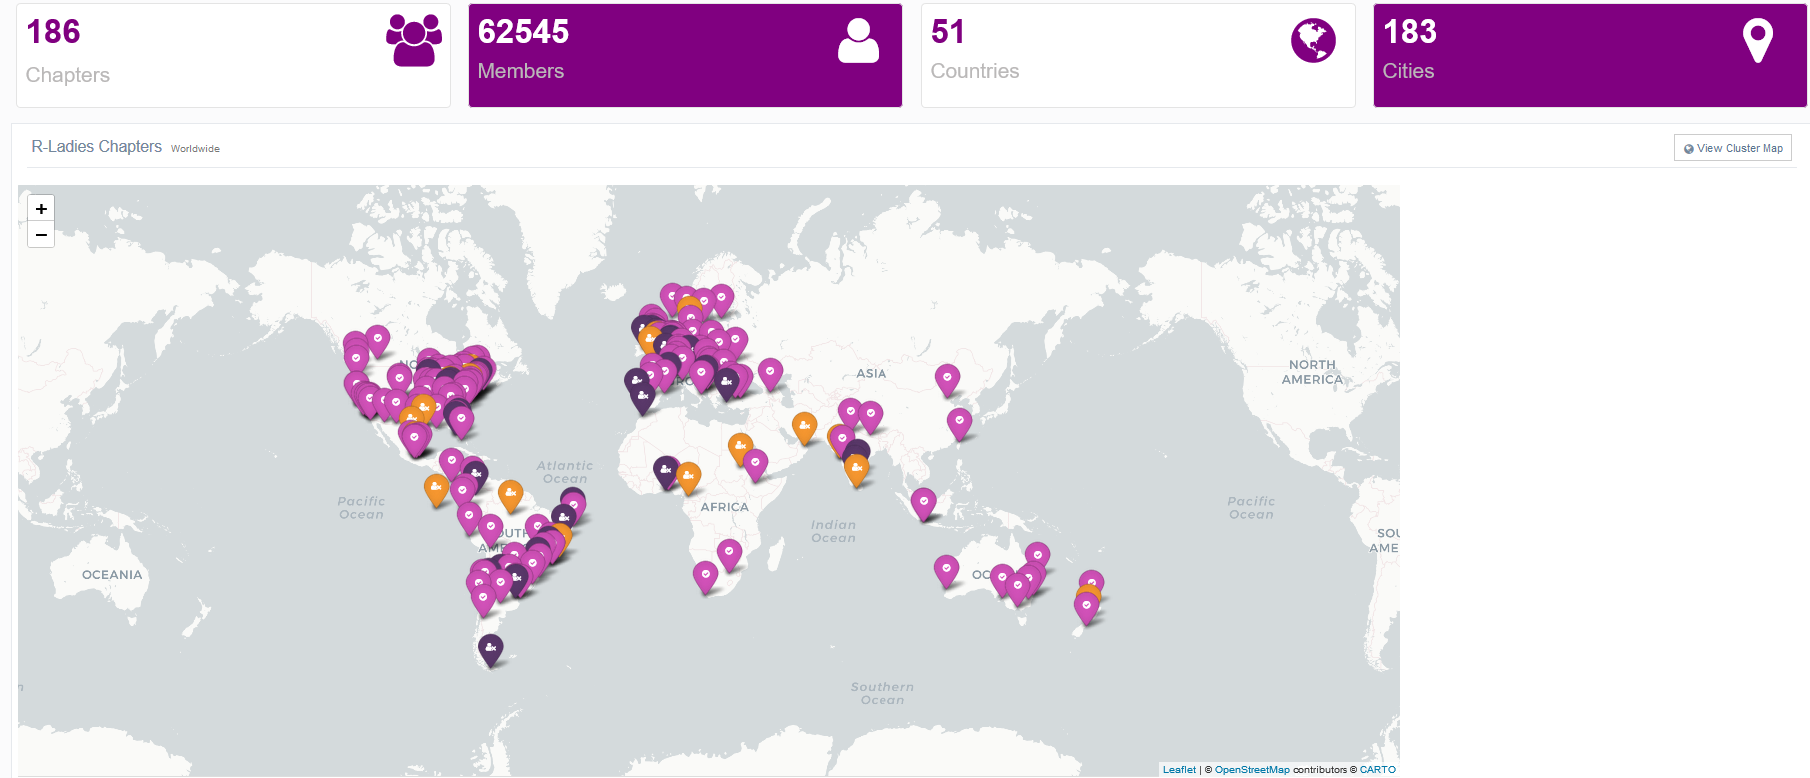 186
Chapters
62545
Members
51
Countries
183
Cities
R-Ladies Chapters Worldwide
View Cluster Map
+
−
ASIA
NORTH
AMERICA
Atlantic
Ocean
Pacific
Ocean
AFRICA
Indian
Ocean
Pacific
Ocean
SOU
AME
OCEANIA
OC
Southern
Ocean
Leaflet | © OpenStreetMap contributors © CARTO